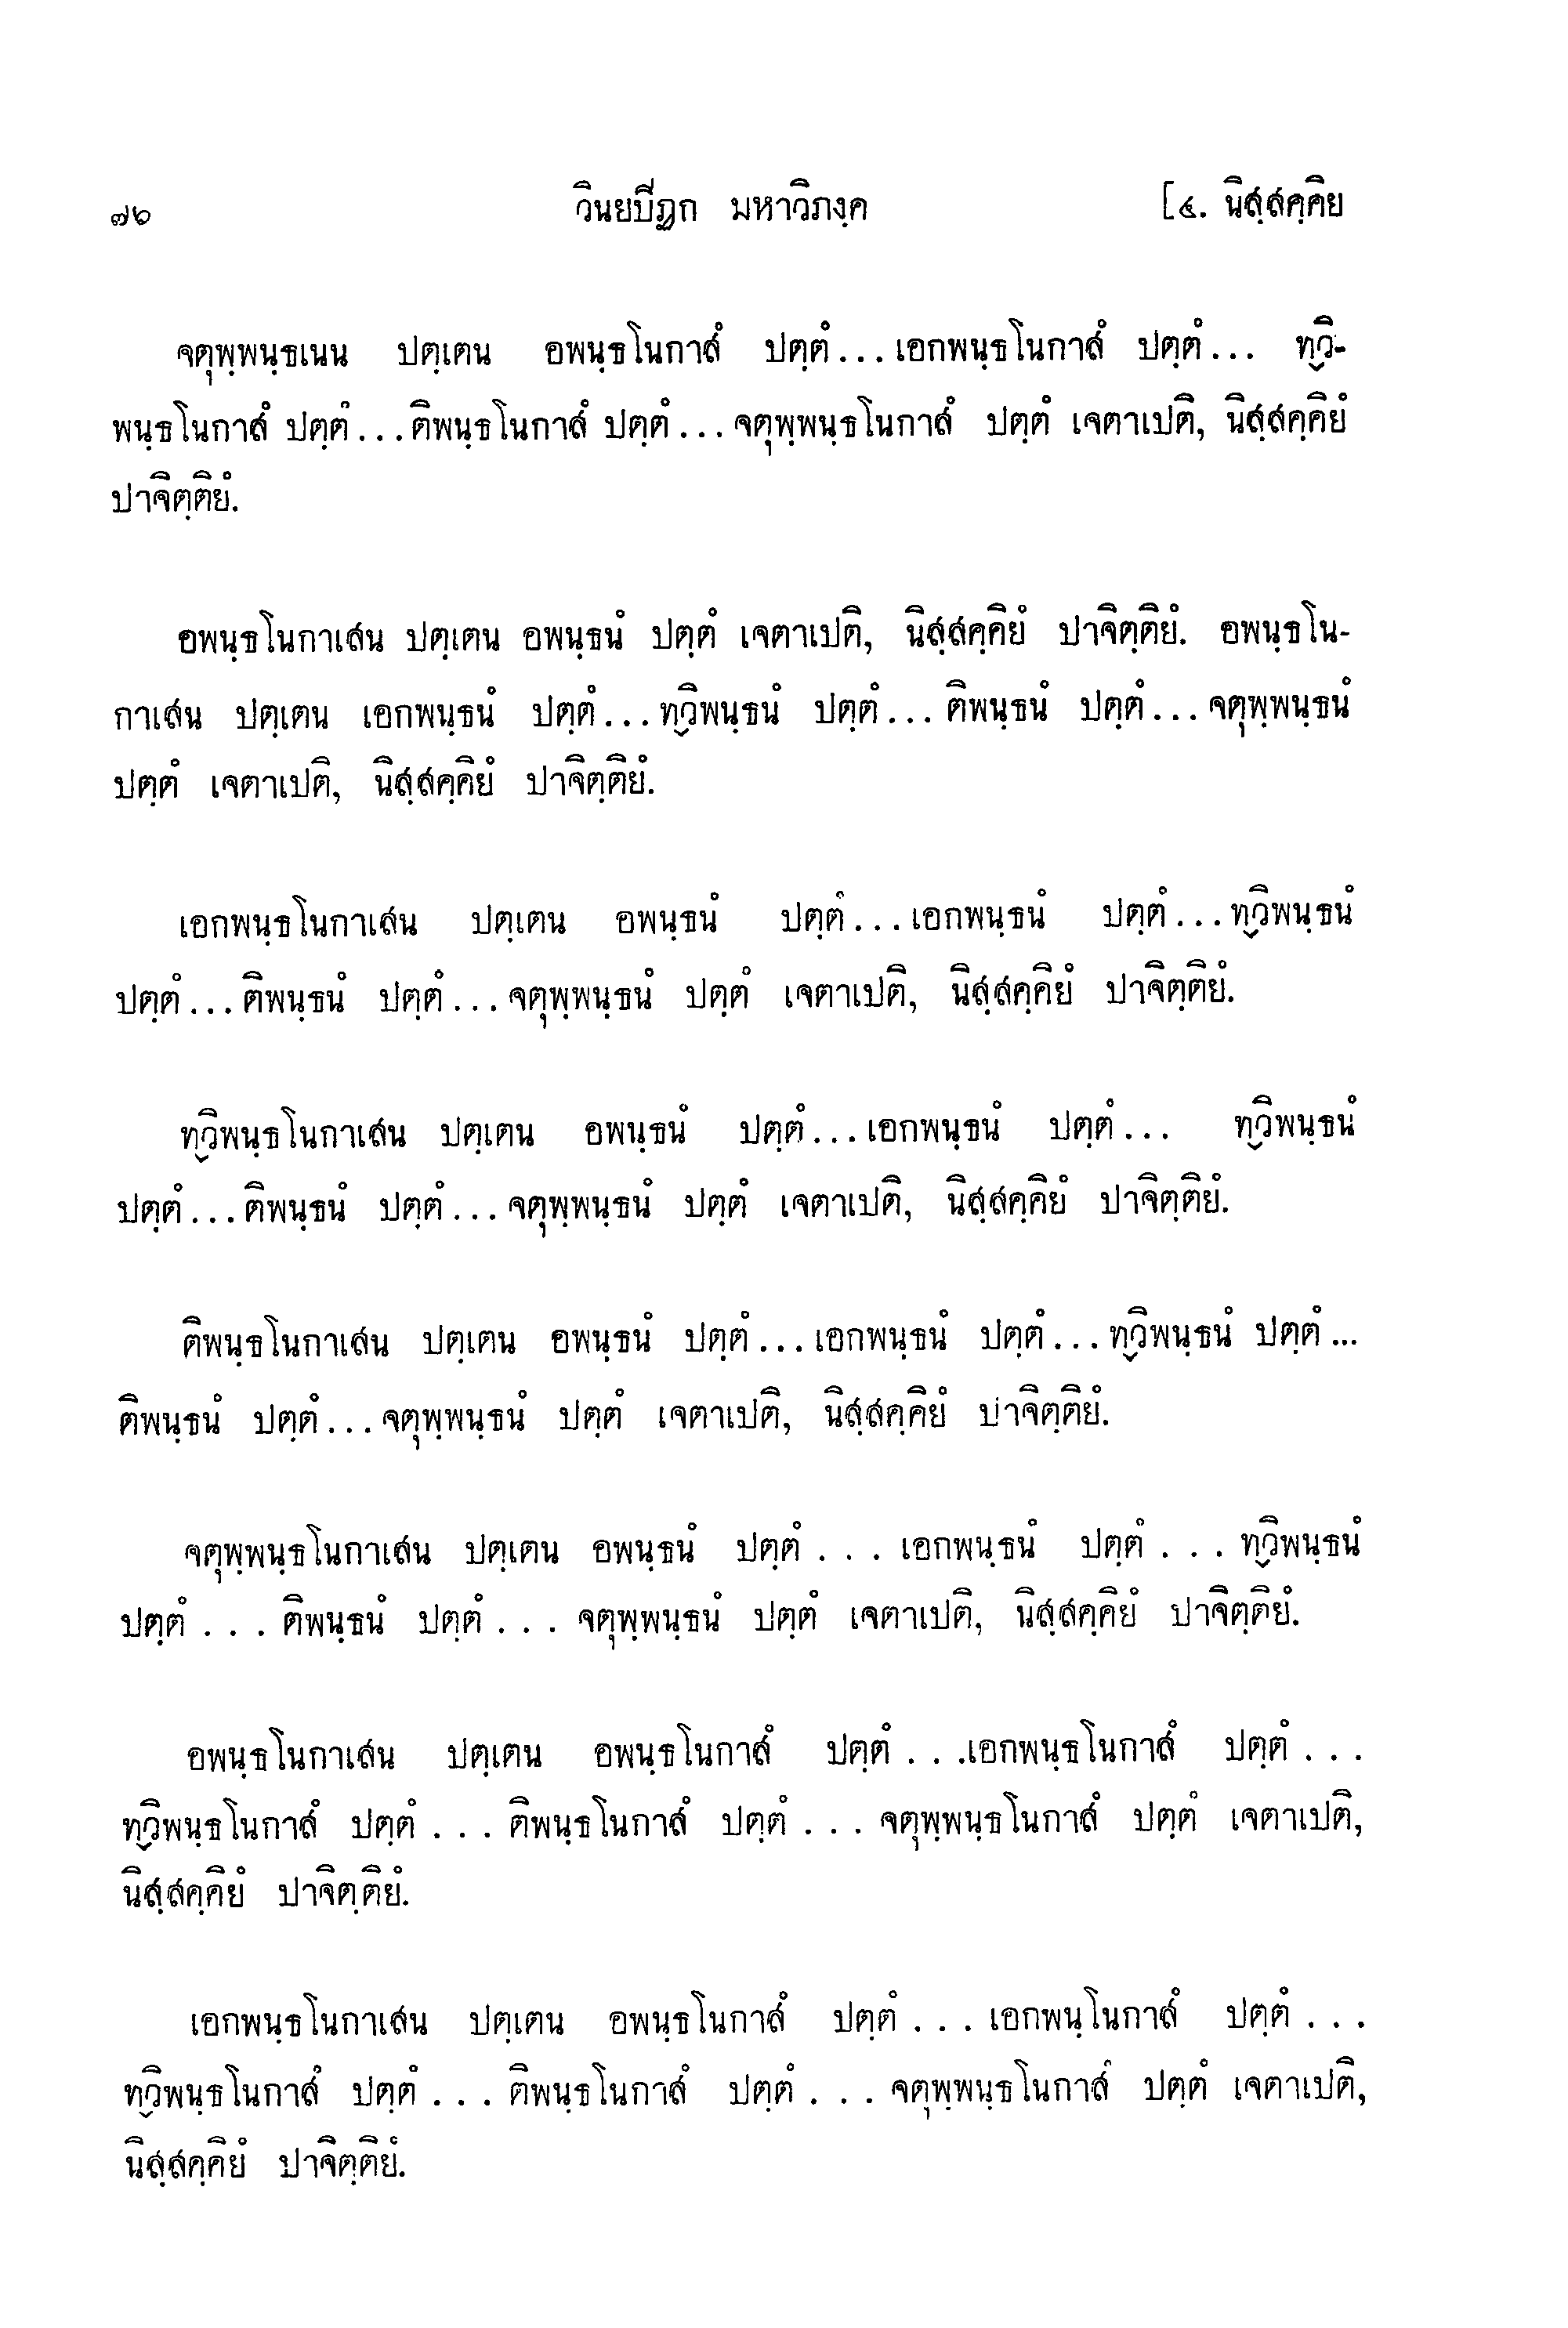 ๗๖ วินยปิฏก มหาวิภงฺค [๔. นิสฺสคฺคิย
จตุพฺพนฺธเนน ปตฺเตน อพนฺธโนกาสํ ปตฺตํ...เอกพนฺธโนกาสํ ปตฺตํ... ทฺวิ-
พนฺธโนกาสํ ปตฺตํ...ติพนฺธโนกาสํ ปตฺตํ...จตุพฺพนฺธโนกาสํ ปตฺตํ เจตาเปติ, นิสฺสคฺคิยํ
ปาจิตฺติยํ.
อพนฺธโนกาเสน ปตฺเตน อพนฺธนํ ปตฺตํ เจตาเปติ, นิสฺสคฺคิยํ ปาจิตฺติยํ. อพนฺธโน-
กาเสน ปตฺเตน เอกพนฺธนํ ปตฺตํ...ทฺวิพนฺธนํ ปตฺตํ...ติพนฺธนํ ปตฺตํ...จตุพฺพนฺธนํ
ปตฺตํ เจตาเปติ, นิสฺสคฺคิยํ ปาจิตฺติยํ.
เอกพนฺธโนกาเสน ปตฺเตน อพนฺธนํ ปตฺตํ...เอกพนฺธนํ ปตฺตํ...ทฺวิพนฺธนํ
ปตฺตํ...ติพนฺธนํ ปตฺตํ...จตุพฺพนฺธนํ ปตฺตํ เจตาเปติ, นิสฺสคฺคิยํ ปาจิตฺติยํ.
ทฺวิพนฺธโนกาเสน ปตฺเตน อพนฺธนํ ปตฺตํ...เอกพนฺธนํ ปตฺตํ... ทฺวิพนฺธนํ
ปตฺตํ...ติพนฺธนํ ปตฺตํ...จตุพฺพนฺธนํ ปตฺตํ เจตาเปติ, นิสฺสคฺคิยํ ปาจิตฺติยํ.
ติพนฺธโนกาเสน ปตฺเตน อพนฺธนํ ปตฺตํ...เอกพนฺธนํ ปตฺตํ...ทฺวิพนฺธนํ ปตฺตํ...
ติพนฺธนํ ปตฺตํ...จตุพฺพนฺธนํ ปตฺตํ เจตาเปติ, นิสฺสคฺคิยํ ปาจิตฺติยํ.
จตุพฺพนฺธโนกาเสน ปตฺเตน อพนฺธนํ ปตฺตํ . . . เอกพนฺธนํ ปตฺตํ . . . ทฺวิพนฺธนํ
ปตฺตํ . . . ติพนฺธนํ ปตฺตํ . . . จตุพฺพนฺธนํ ปตฺตํ เจตาเปติ, นิสฺสคฺคิยํ ปาจิตฺติยํ.
อพนฺธโนกาเสน ปตฺเตน อพนฺธโนกาสํ ปตฺตํ . . .เอกพนฺธโนกาสํ ปตฺตํ . . .
ทฺวิพนฺธโนกาสํ ปตฺตํ . . . ติพนฺธโนกาสํ ปตฺตํ . . . จตุพฺพนฺธโนกาสํ ปตฺตํ เจตาเปติ,
นิสฺสคฺคิยํ ปาจิตฺติยํ.
เอกพนฺธโนกาเสน ปตฺเตน อพนฺธโนกาสํ ปตฺตํ . . . เอกพนฺโนกาสํ ปตฺตํ . . .
ทฺวิพนฺธโนกาสํ ปตฺตํ . . . ติพนฺธโนกาสํ ปตฺตํ . . . จตุพฺพนฺธโนกาสํ ปตฺตํ เจตาเปติ,
นิสฺสคฺคิยํ ปาจิตฺติยํ.